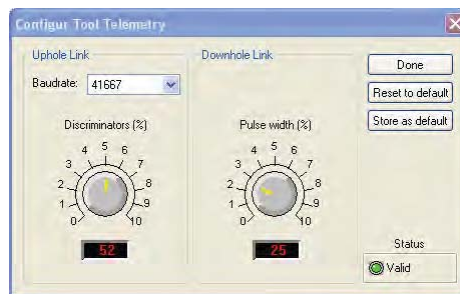 Configur Tool Telemetry
Uphole Link
Baudrate: 41667
Discriminators (%)
0 1 2 3 4 5 6 7 8 9 10
52
Downhole Link
Pulse width (%)
0 1 2 3 4 5 6 7 8 9 10
25
Done
Reset to default
Store as default
Status
Valid